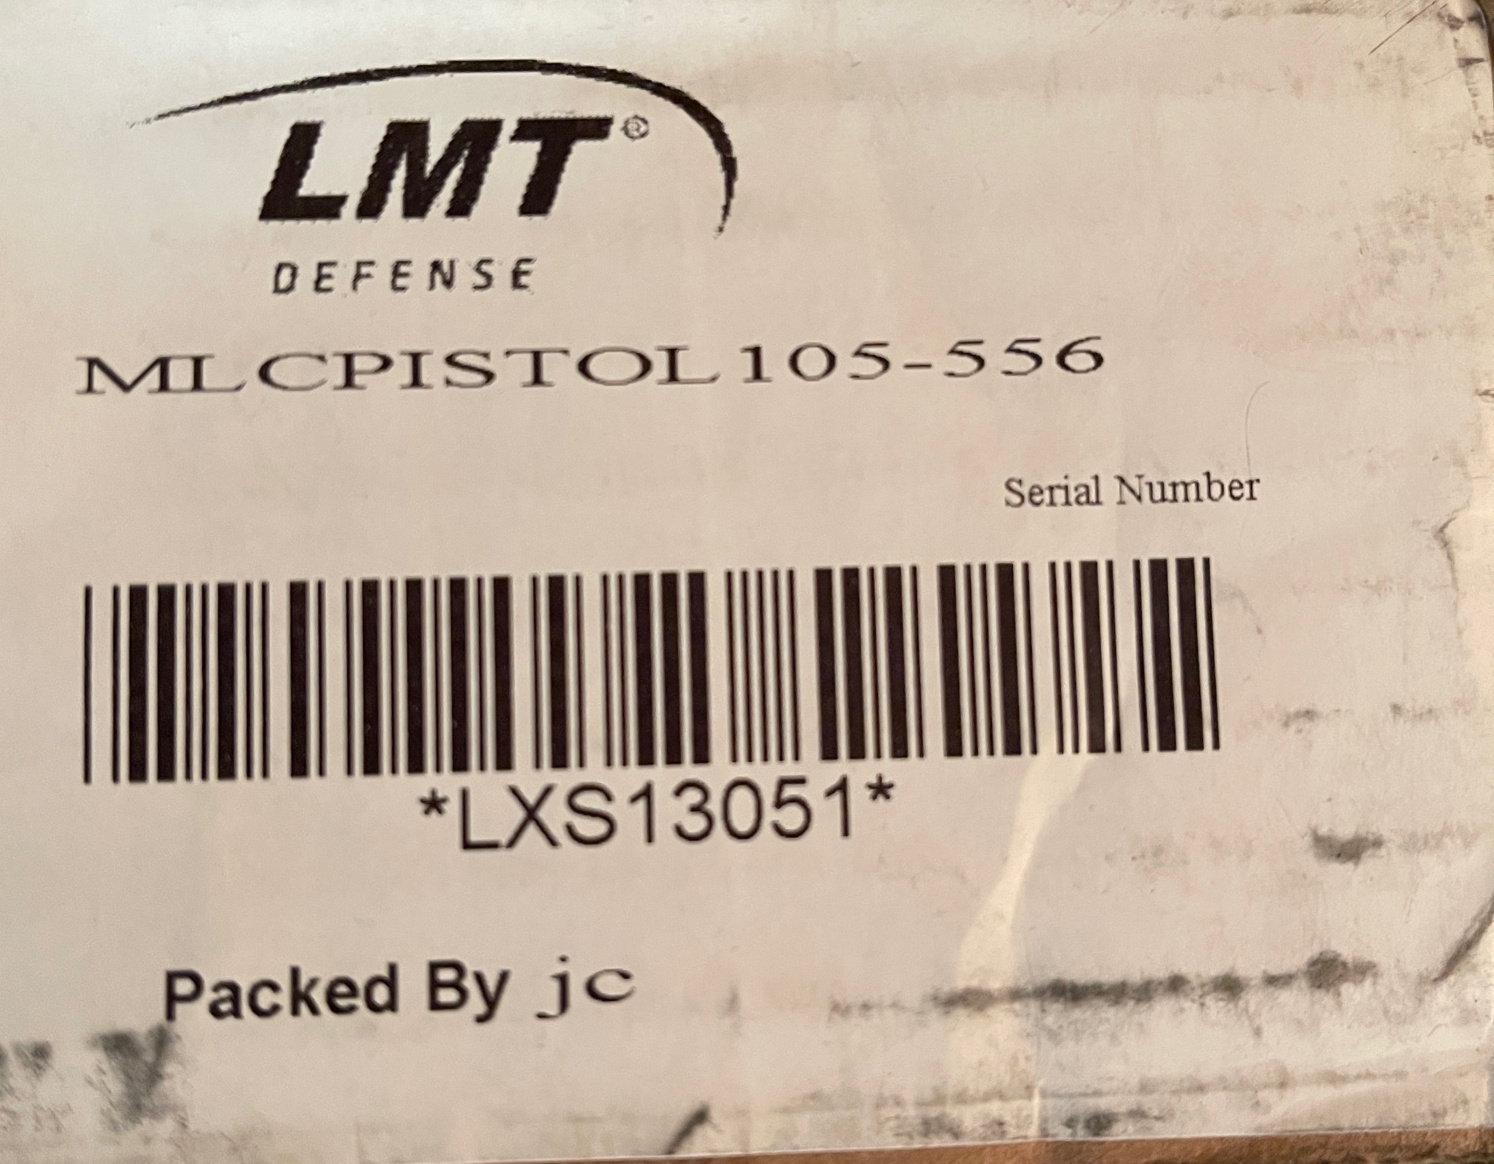 LMT®
DEFENSE
MLCPISTOL105-556
Serial Number
*LXS13051*
Packed By jc